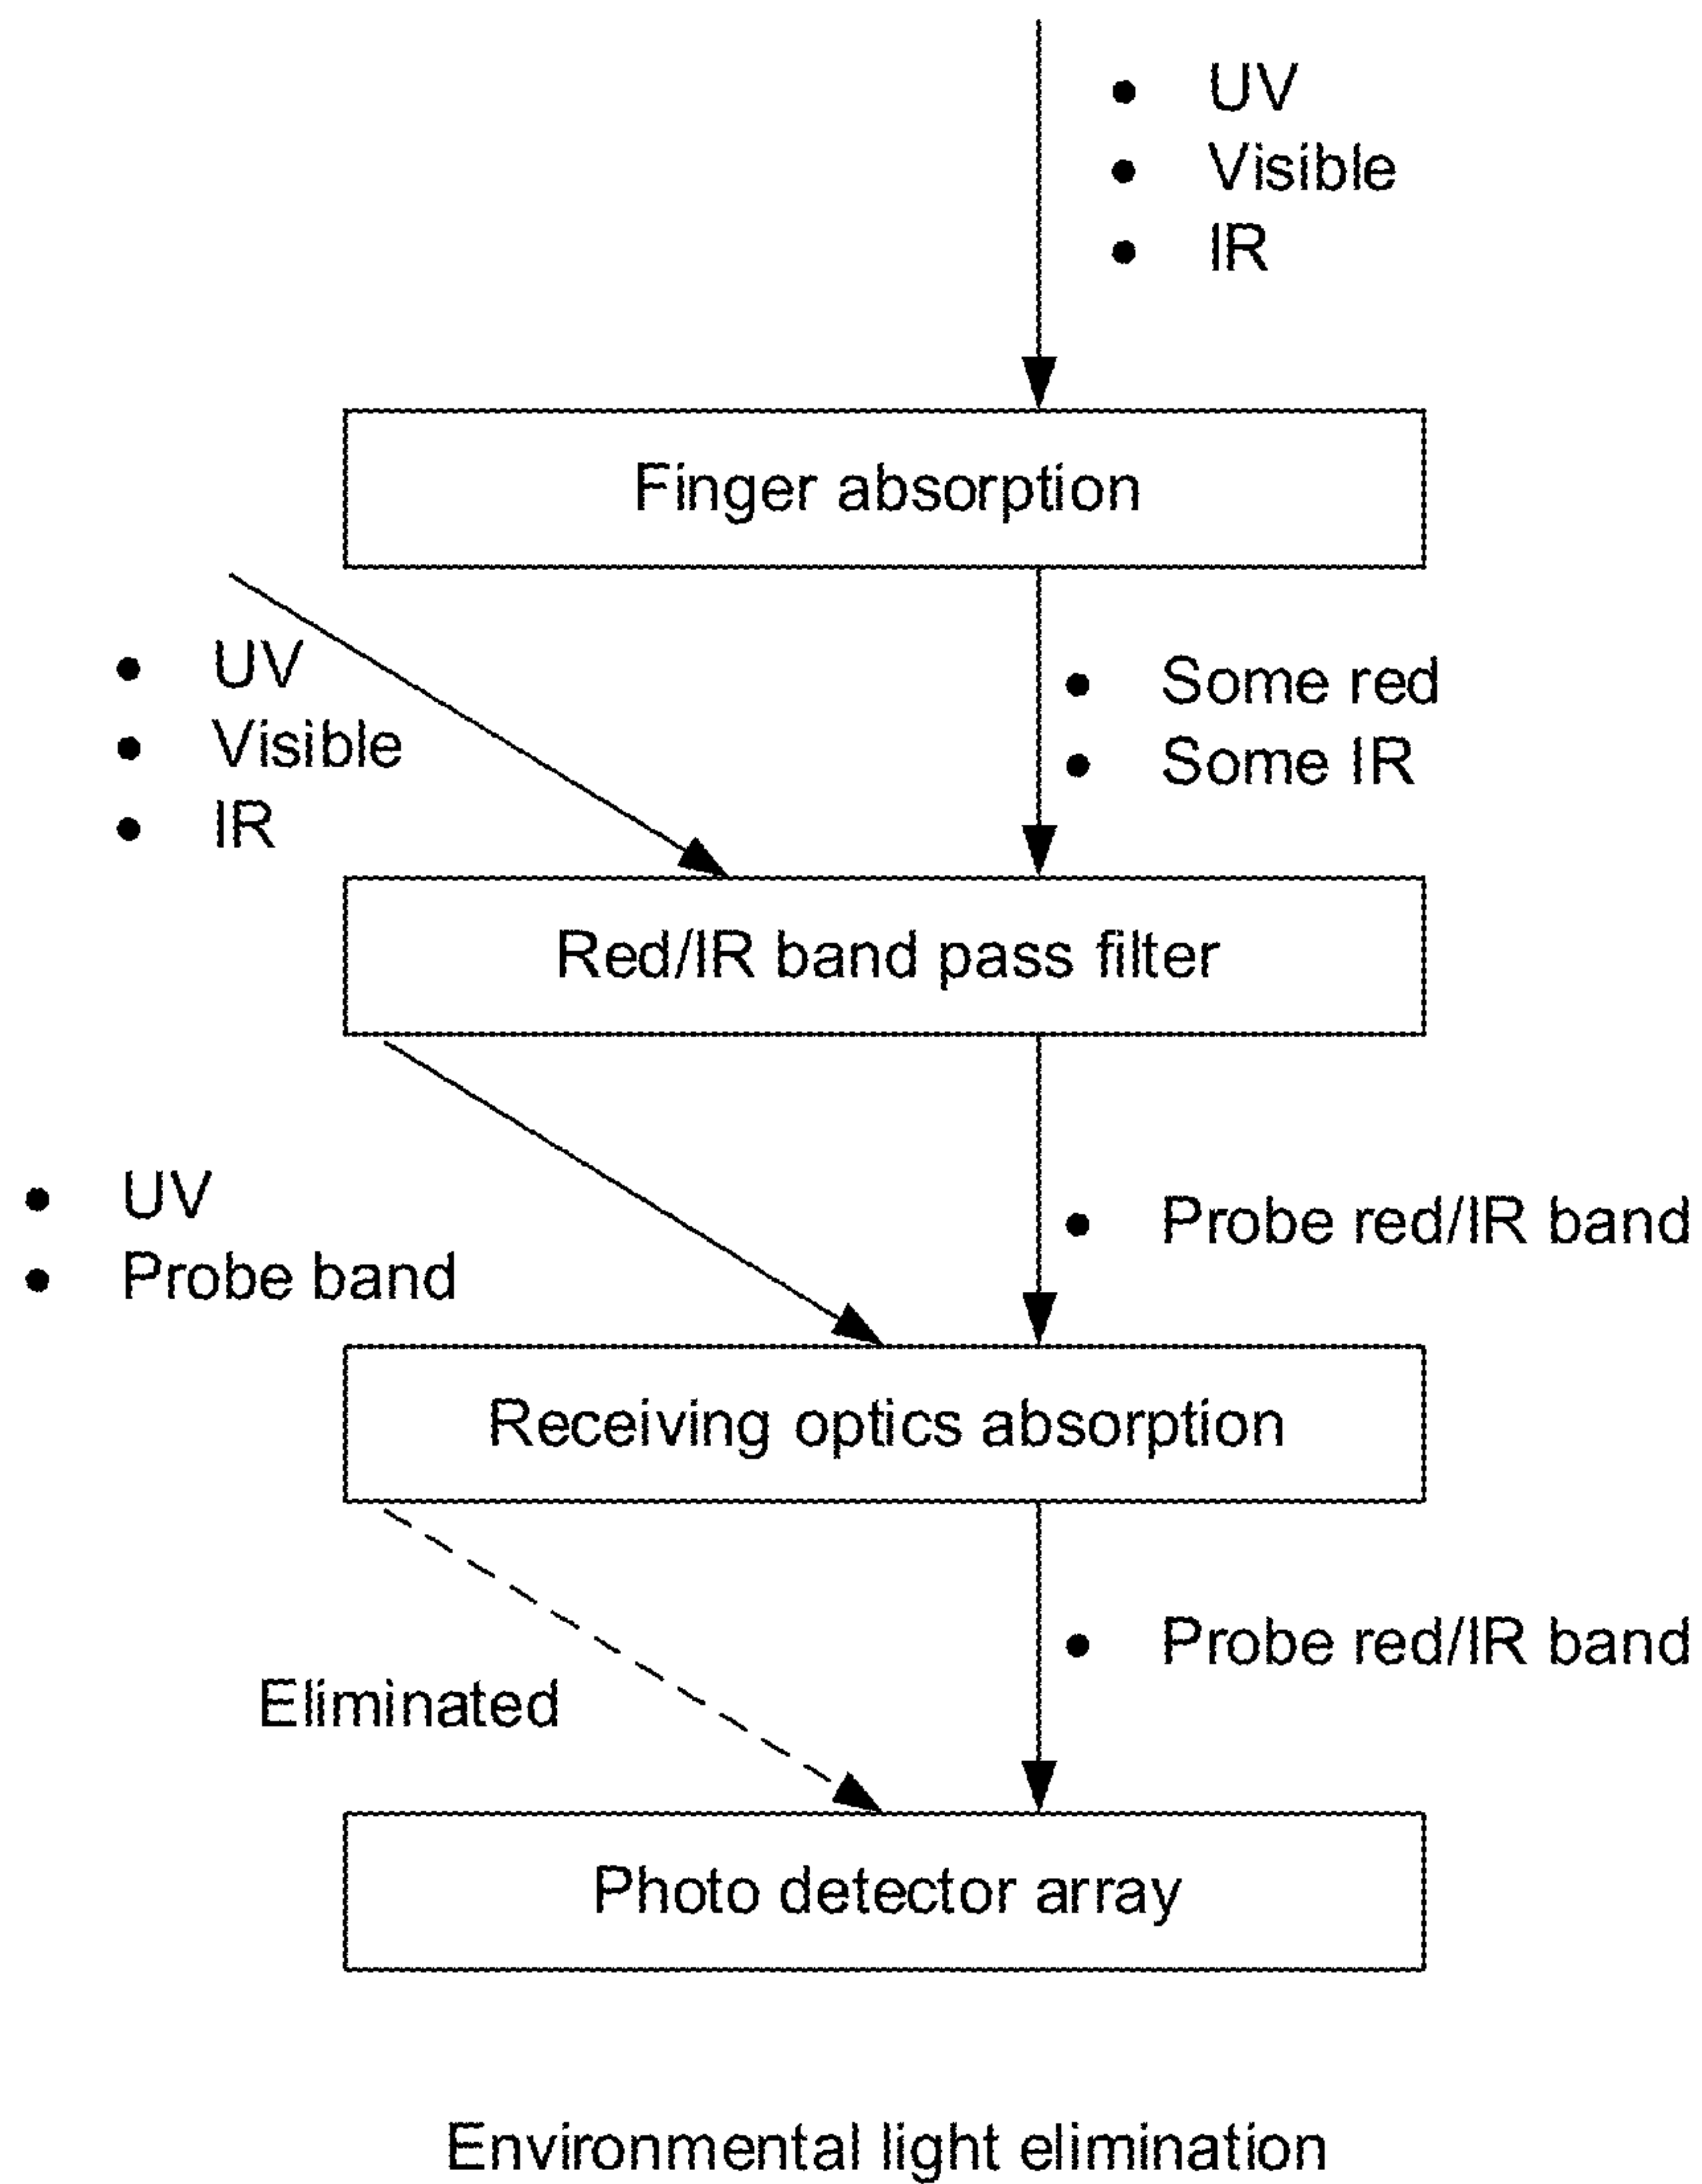 • UV
• Visible
• IR
Finger absorption
• UV
• Visible
• IR
• Some red
• Some IR
Red/IR band pass filter
• UV
• Probe band
• Probe red/IR band
Receiving optics absorption
Eliminated
• Probe red/IR band
Photo detector array
Environmental light elimination